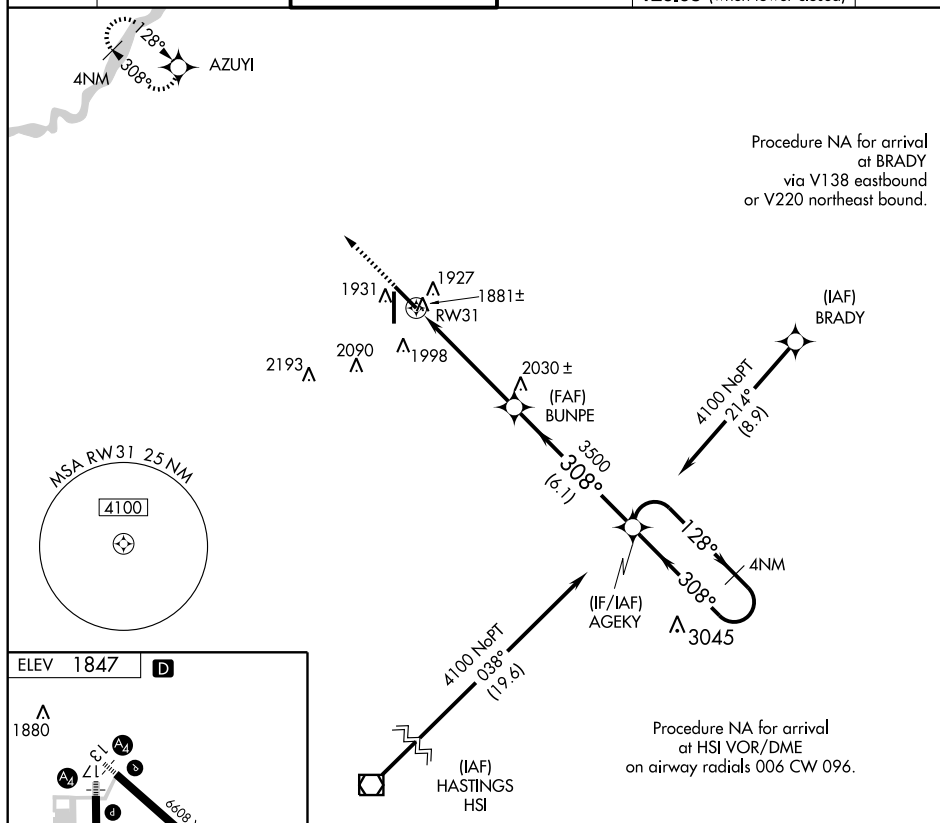 128°
308°
4NM
AZUYI
Procedure NA for arrival
at BRADY
via V138 eastbound
or V220 northeast bound.
1931
1927
1881±
RW31
2193
2090
1998
2030 ±
(FAF)
BUNPE
(IAF)
BRADY
4100 NoPT
214°
(8.9)
3500
308°
(6.1)
MSA RW31 25 NM
4100
128°
308°
4NM
(IF/IAF)
AGEKY
3045
4100 NoPT
038°
(19.6)
(IAF)
HASTINGS
HSI
Procedure NA for arrival
at HSI VOR/DME
on airway radials 006 CW 096.
ELEV 1847 D
1880
A4
13
A4
17
P
P